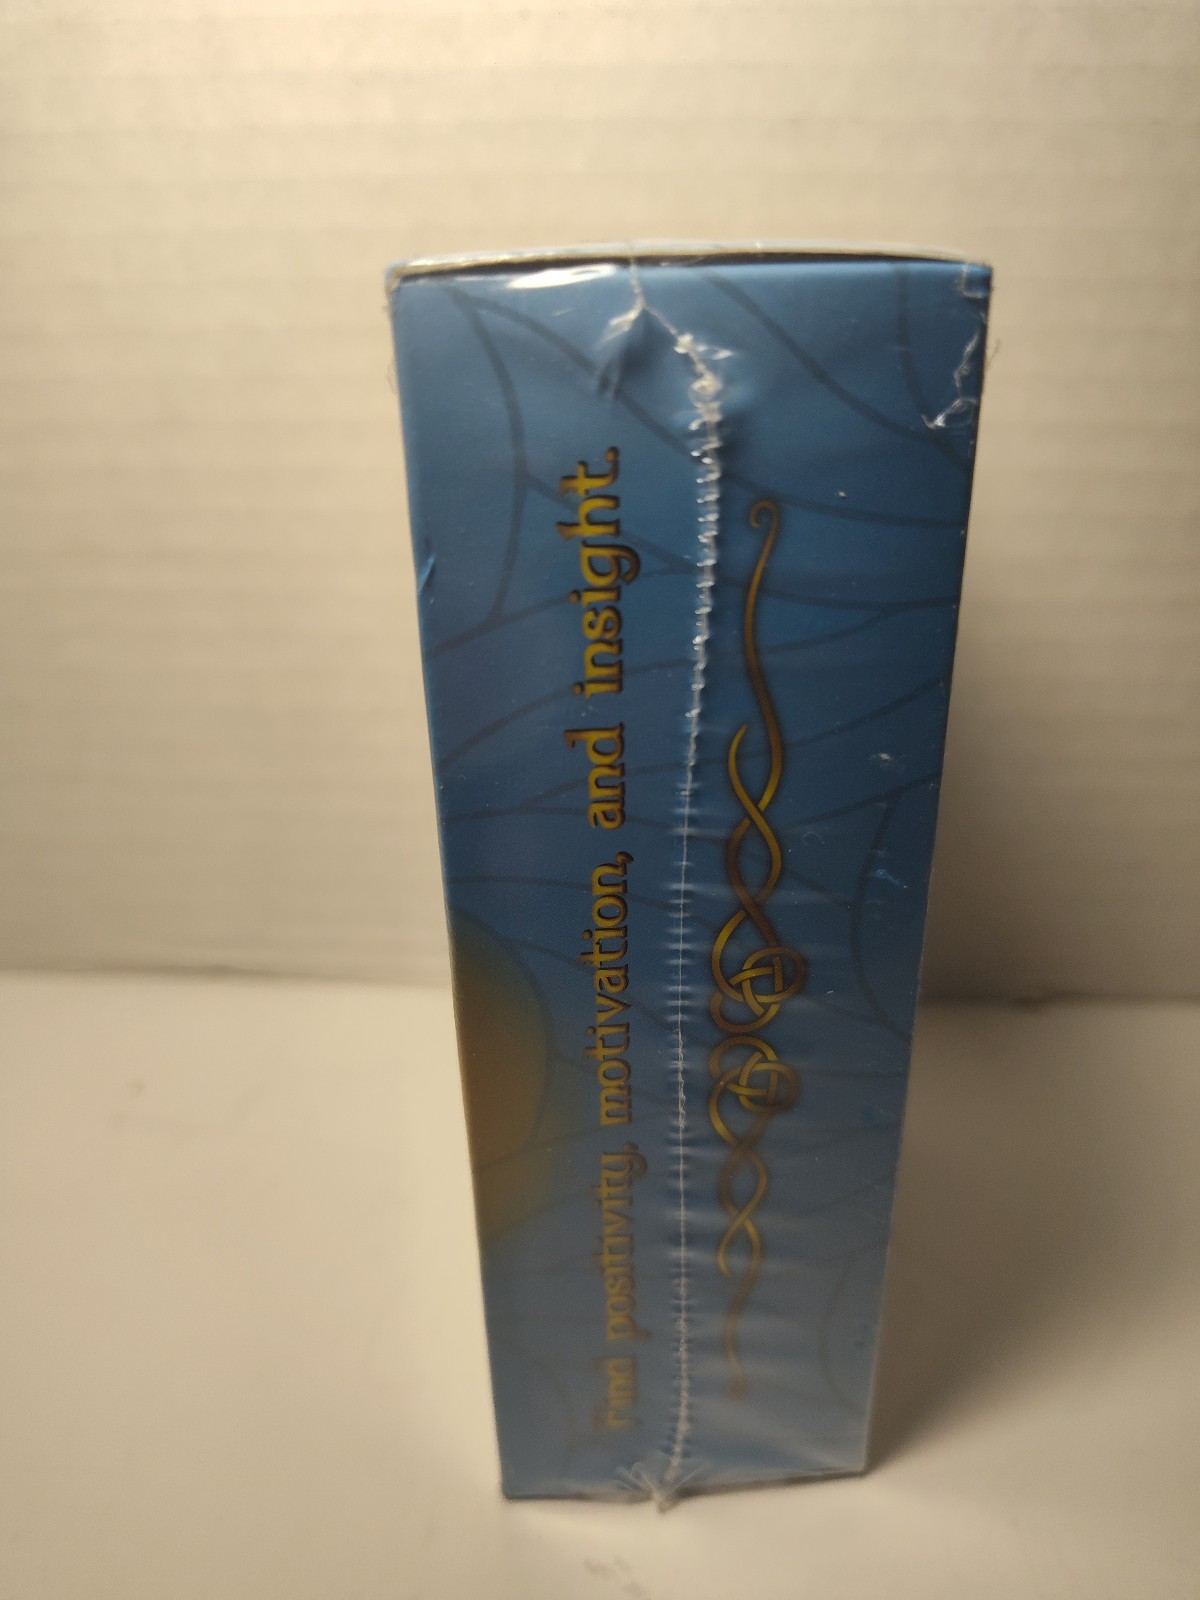 Find positivity, motivation, and insight.